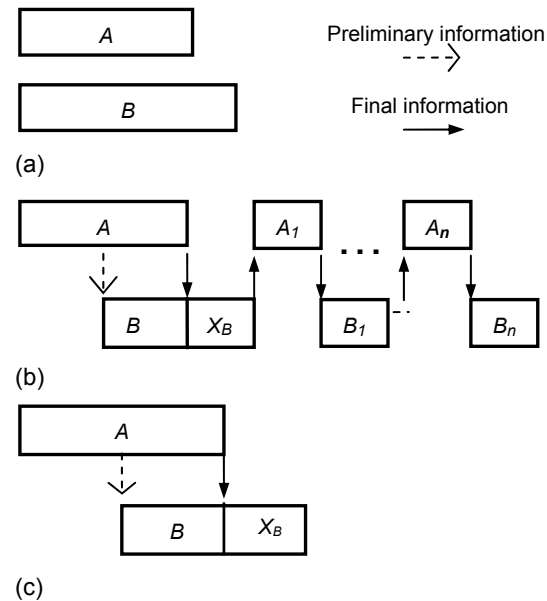 A
Preliminary information
B
Final information
(a)
A
A1
...
An
B
XB
B1
Bn
(b)
A
B
XB
(c)